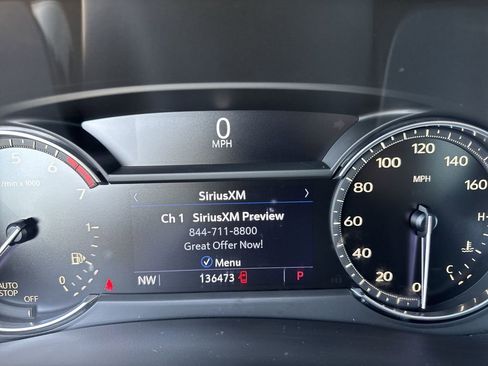 0
MPH
5
6
7
r/min x 1000
1
0
AUTO
STOP
OFF
SiriusXM
Ch 1 SiriusXM Preview
844-711-8800
Great Offer Now!
Menu
NW 136473 P
0
20
40
60
80
100
120
140
160
MPH
H
C